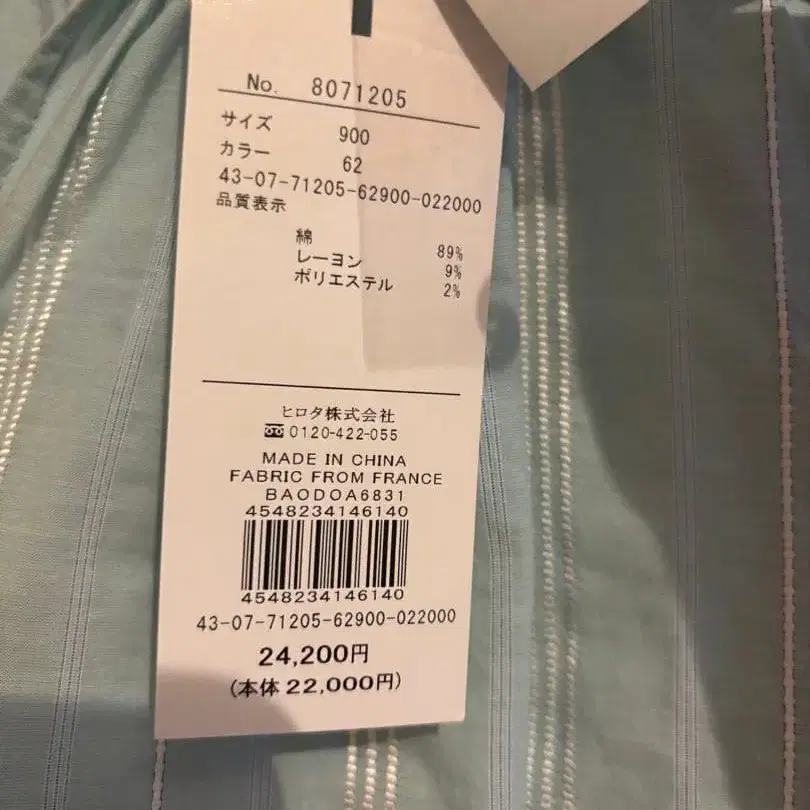 No. 8071205
サイズ 900
カラー 62
43-07-71205-62900-022000
品質表示
綿 89%
レーヨン 9%
ポリエステル 2%
ヒロタ株式会社
0120-422-055
MADE IN CHINA
FABRIC FROM FRANCE
BAODOA6831
4548234146140
4548234146140
43-07-71205-62900-022000
24,200円
(本体 22,000円)